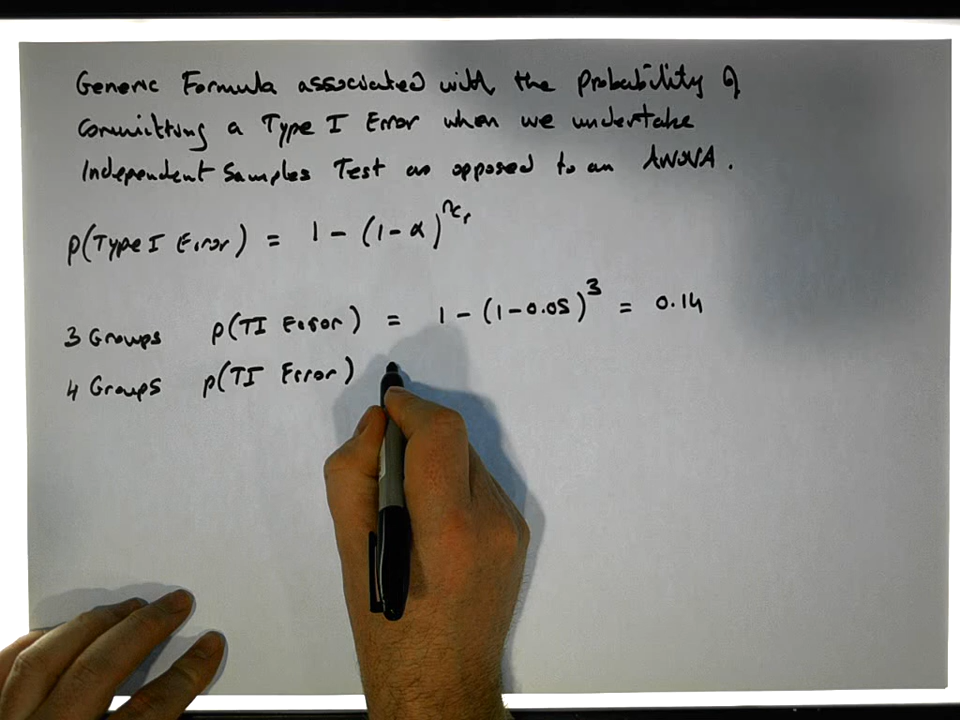 Generic Formula associated with the probability of
committing a Type I Error when we undertake
Independent Samples Test as opposed to an ANOVA.
P(Type I Error) = 1 - (1-α)^nCr
3 Groups P(TI Error) = 1 - (1-0.05)^3 = 0.14
4 Groups P(TI Error)